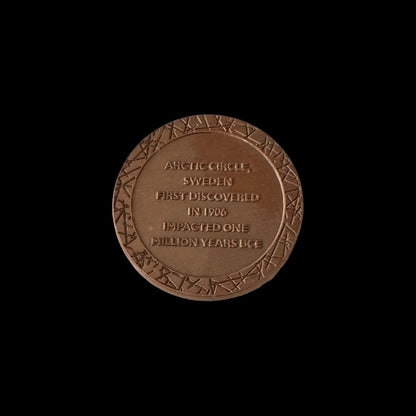 ARCTIC CIRCLE,
SWEDEN
FIRST DISCOVERED
IN 1906
IMPACTED ONE
MILLION YEARS BCE